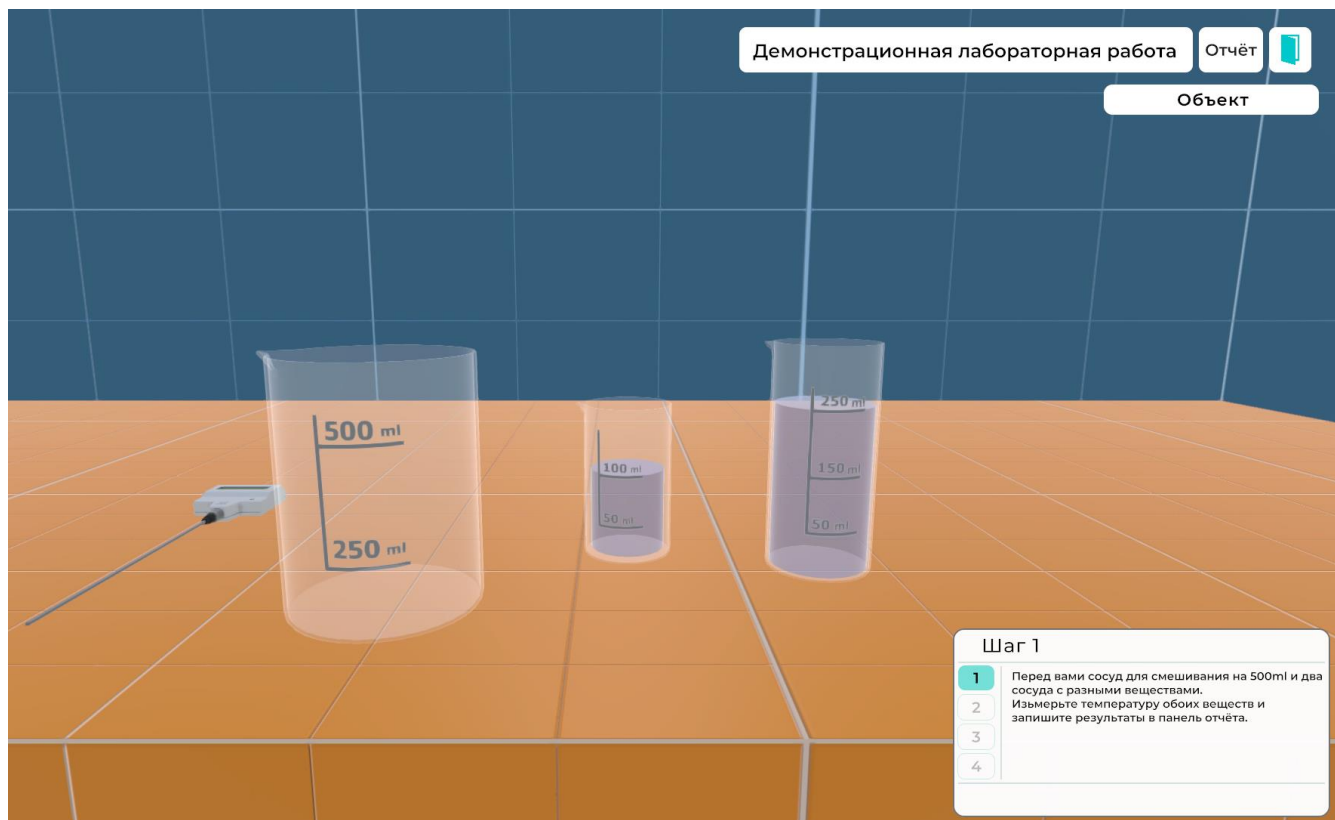 Демонстрационная лабораторная работа
Отчёт
Объект
500 ml
250 ml
100 ml
50 ml
250 ml
150 ml
50 ml
Шаг 1
1
2
3
4
Перед вами сосуд для смешивания на 500ml и два
сосуда с разными веществами.
Изьмерьте температуру обоих веществ и
запишите результаты в панель отчёта.